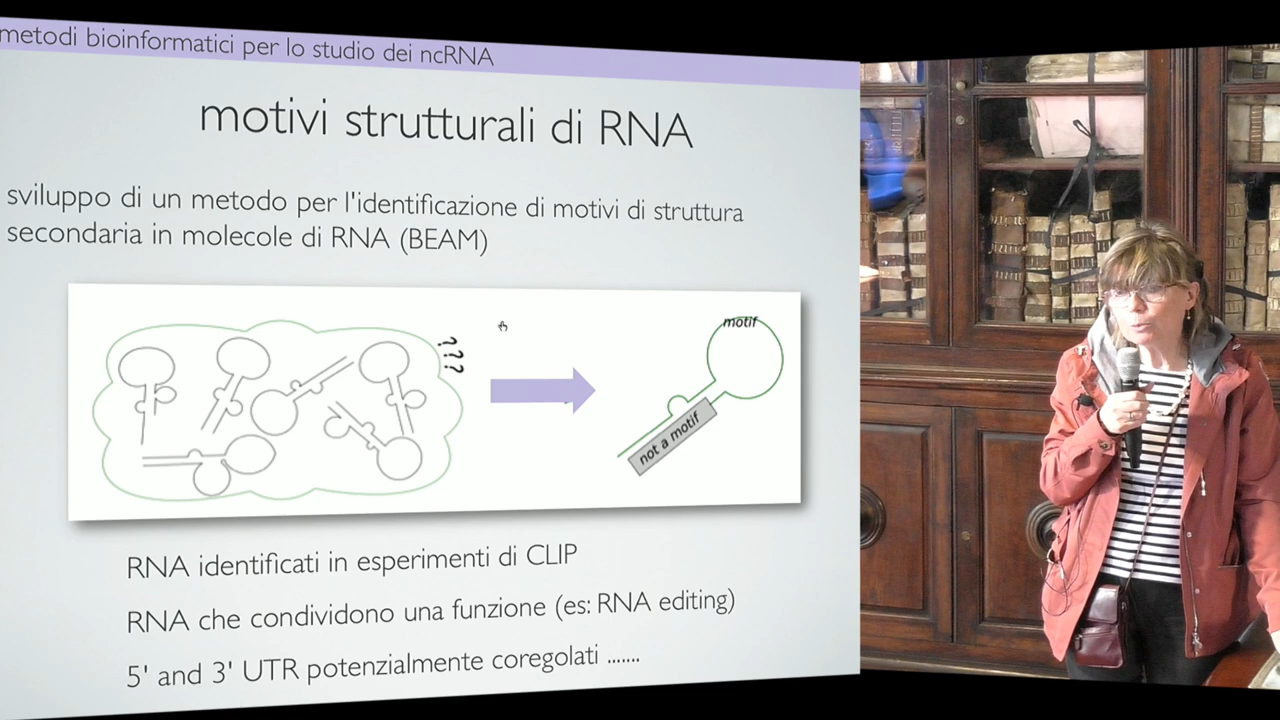 metodi bioinformatici per lo studio dei ncRNA
motivi strutturali di RNA
sviluppo di un metodo per l'identificazione di motivi di struttura
secondaria in molecole di RNA (BEAM)
???
motif
not a motif
RNA identificati in esperimenti di CLIP
RNA che condividono una funzione (es: RNA editing)
5' and 3' UTR potenzialmente coregolati .......